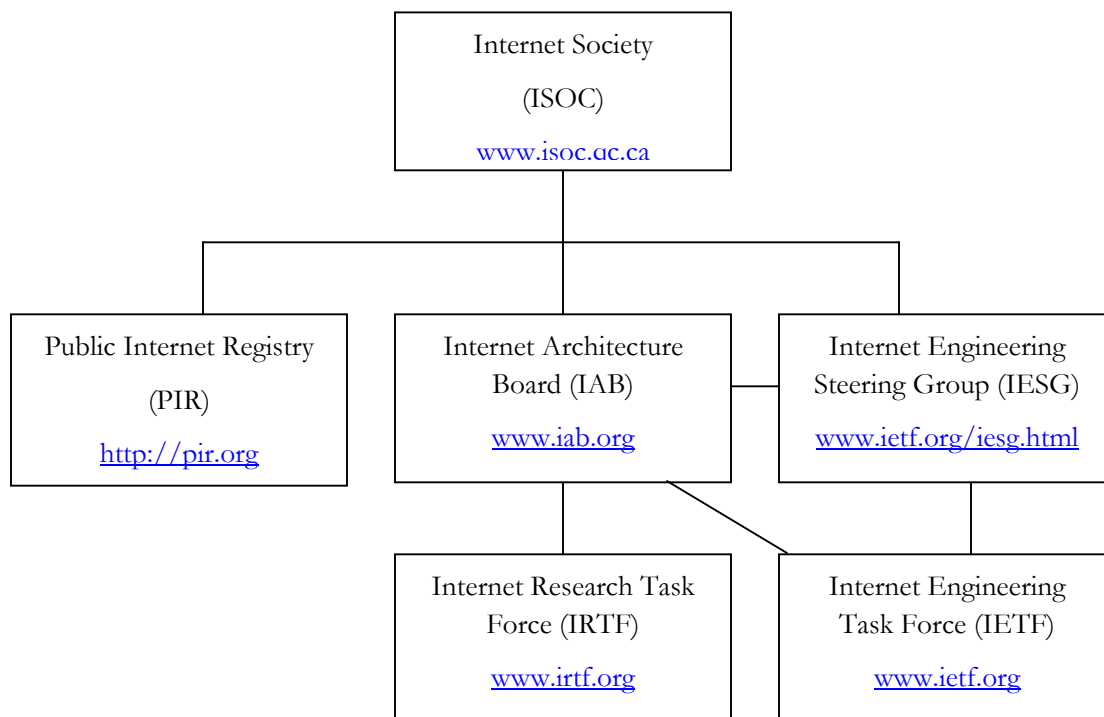 Internet Society
(ISOC)
www.isoc.qc.ca
Public Internet Registry
(PIR)
http://pir.org
Internet Architecture
Board (IAB)
www.iab.org
Internet Engineering
Steering Group (IESG)
www.ietf.org/iesg.html
Internet Research Task
Force (IRTF)
www.irtf.org
Internet Engineering
Task Force (IETF)
www.ietf.org